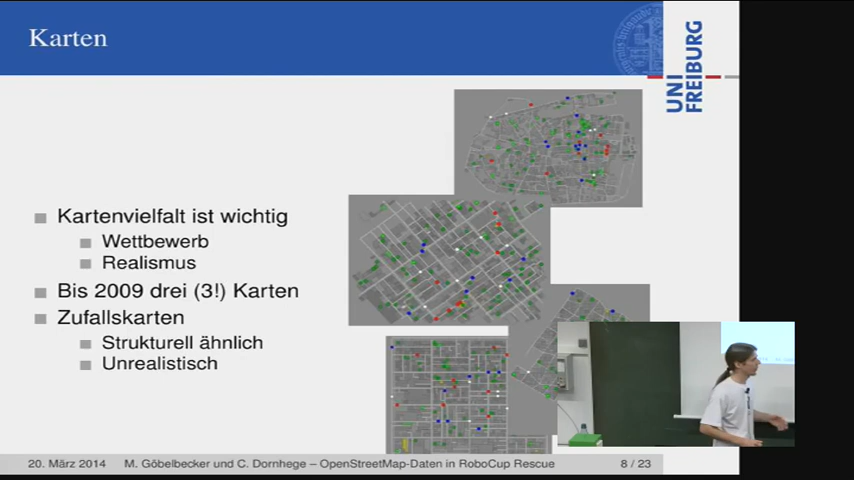 Karten
UNI
FREIBURG
Kartenvielfalt ist wichtig
Wettbewerb
Realismus
Bis 2009 drei (3!) Karten
Zufallskarten
Strukturell ähnlich
Unrealistisch
20. März 2014 M. Göbelbecker und C. Dornhege – OpenStreetMap-Daten in RoboCup Rescue 8 / 23